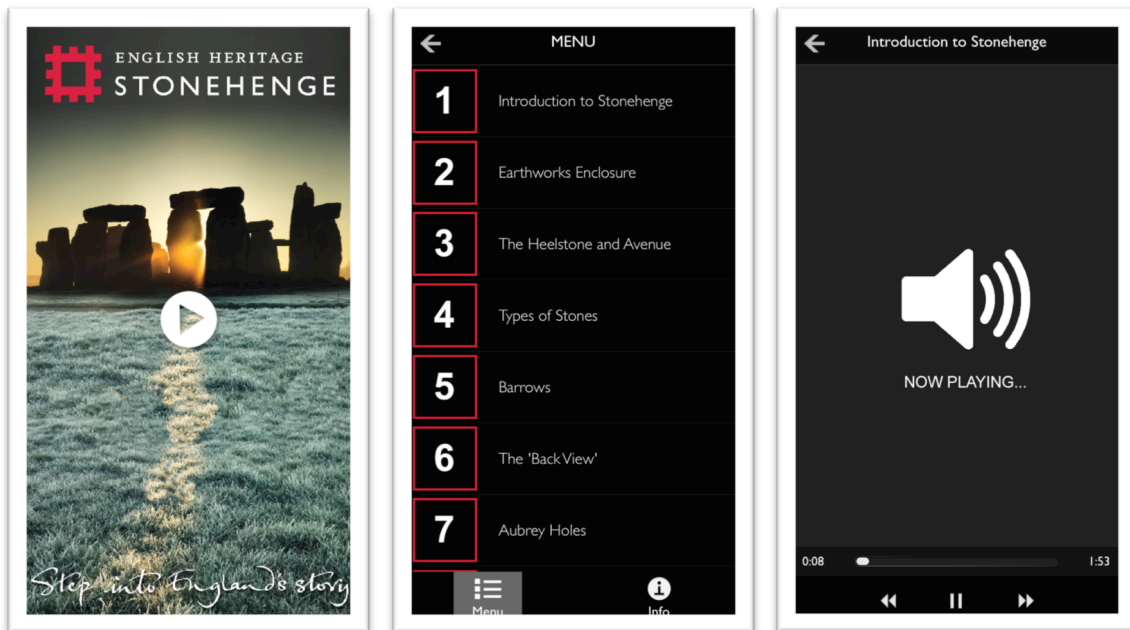 ENGLISH HERITAGE
STONEHENGE
Step into England's story
MENU
1 Introduction to Stonehenge
2 Earthworks Enclosure
3 The Heelstone and Avenue
4 Types of Stones
5 Barrows
6 The 'Back View'
7 Aubrey Holes
Menu Info
Introduction to Stonehenge
NOW PLAYING...
0:08 1:53